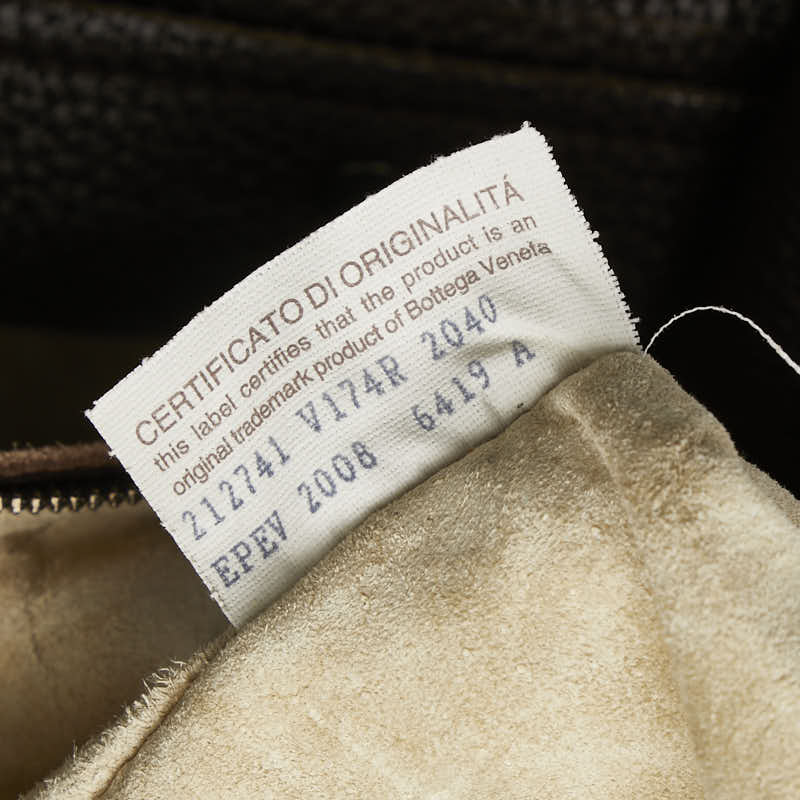 CERTIFICATO DI ORIGINALITÁ
this label certifies that the product is an
original trademark product of Bottega Veneta
212741 V174R 2040
EPEV 2008 6419 A